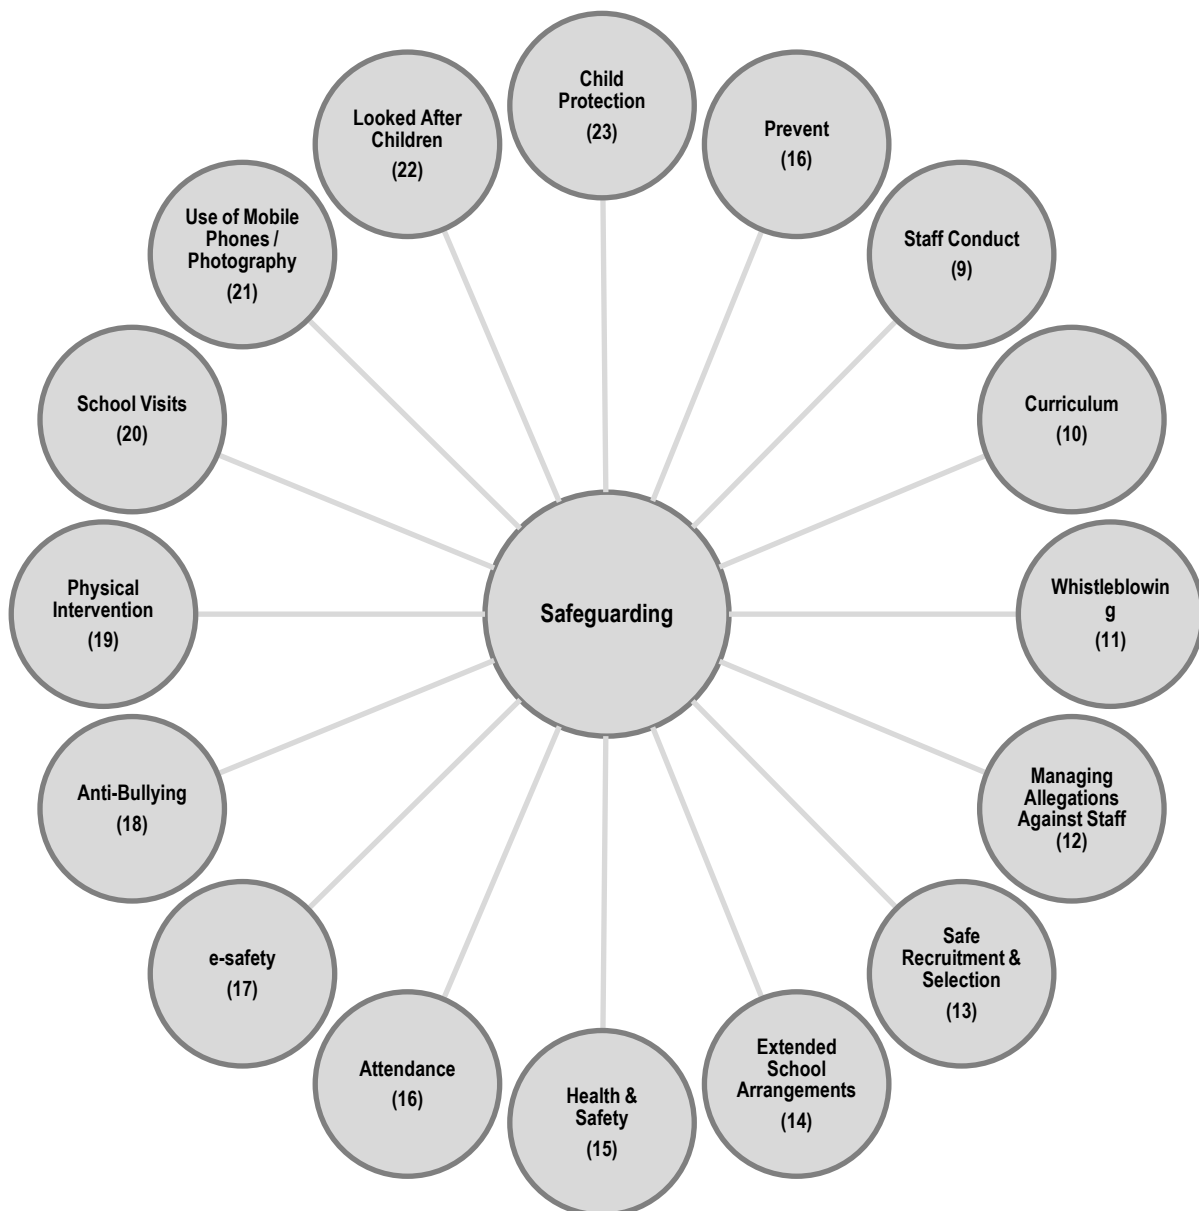 Child
Protection
(23)
Prevent
(16)
Staff Conduct
(9)
Curriculum
(10)
Whistleblowin
g
(11)
Managing
Allegations
Against Staff
(12)
Safe
Recruitment &
Selection
(13)
Extended
School
Arrangements
(14)
Health &
Safety
(15)
Attendance
(16)
e-safety
(17)
Anti-Bullying
(18)
Physical
Intervention
(19)
School Visits
(20)
Use of Mobile
Phones /
Photography
(21)
Looked After
Children
(22)
Safeguarding